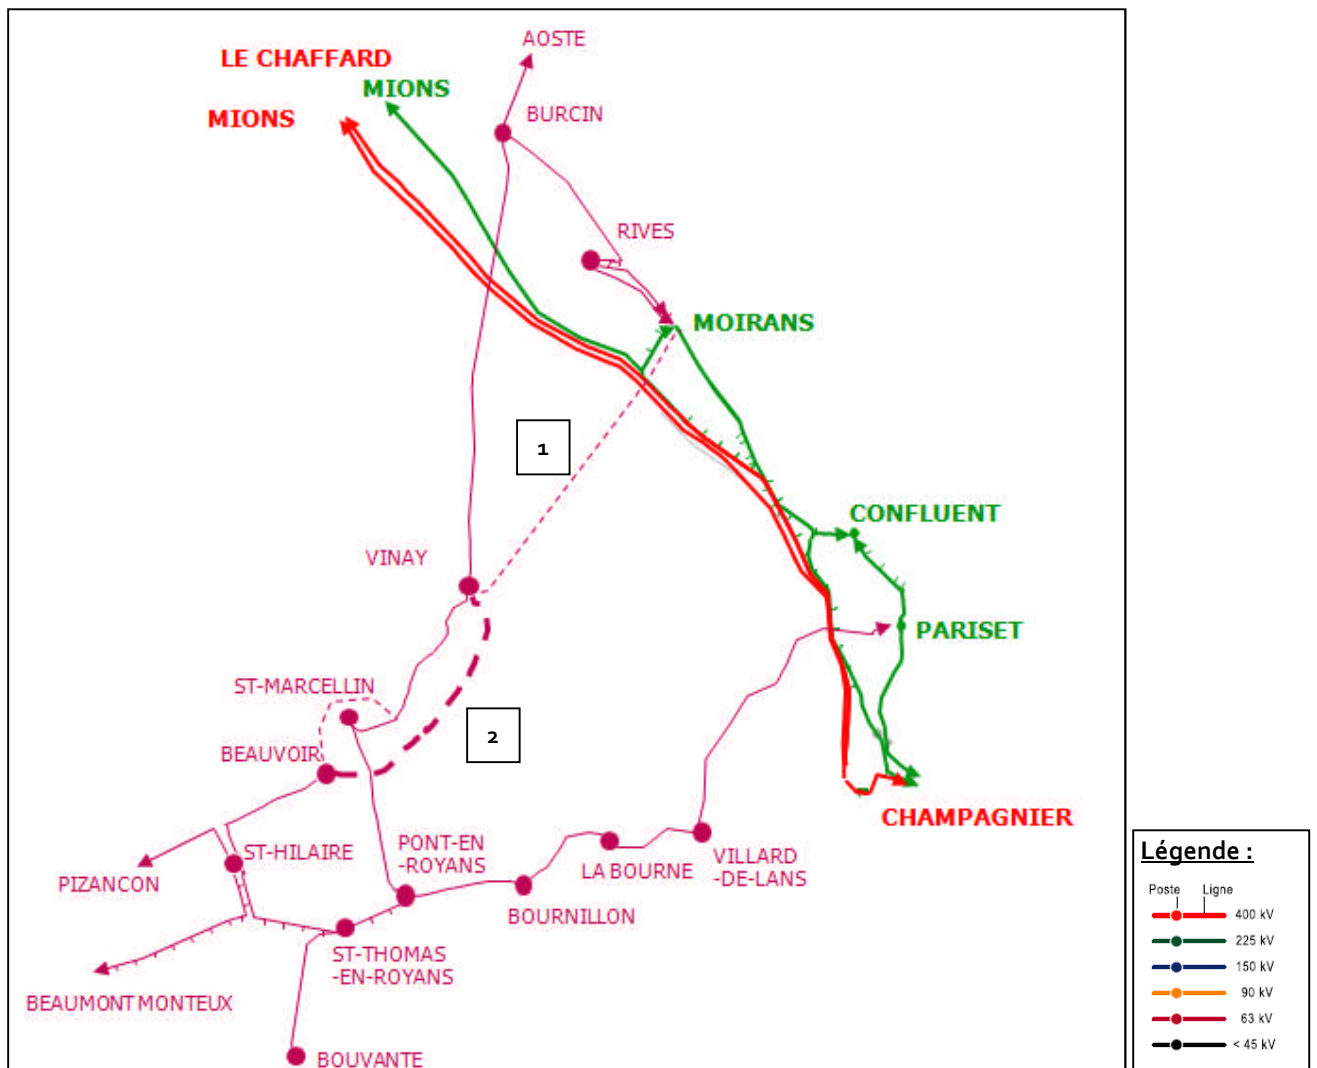 AOSTE
LE CHAFFARD
MIONS
MIONS
BURCIN
RIVES
MOIRANS
1
CONFLUENT
VINAY
PARISET
ST-MARCELLIN
2
BEAUVOIR
CHAMPAGNIER
PONT-EN
-ROYANS
ST-HILAIRE
LA BOURNE
VILLARD
-DE-LANS
PIZANCON
BOURNILLON
ST-THOMAS
-EN-ROYANS
BEAUMONT MONTEUX
BOUVANTE
Légende :
Poste Ligne
400 kV
225 kV
150 kV
90 kV
63 kV
< 45 kV